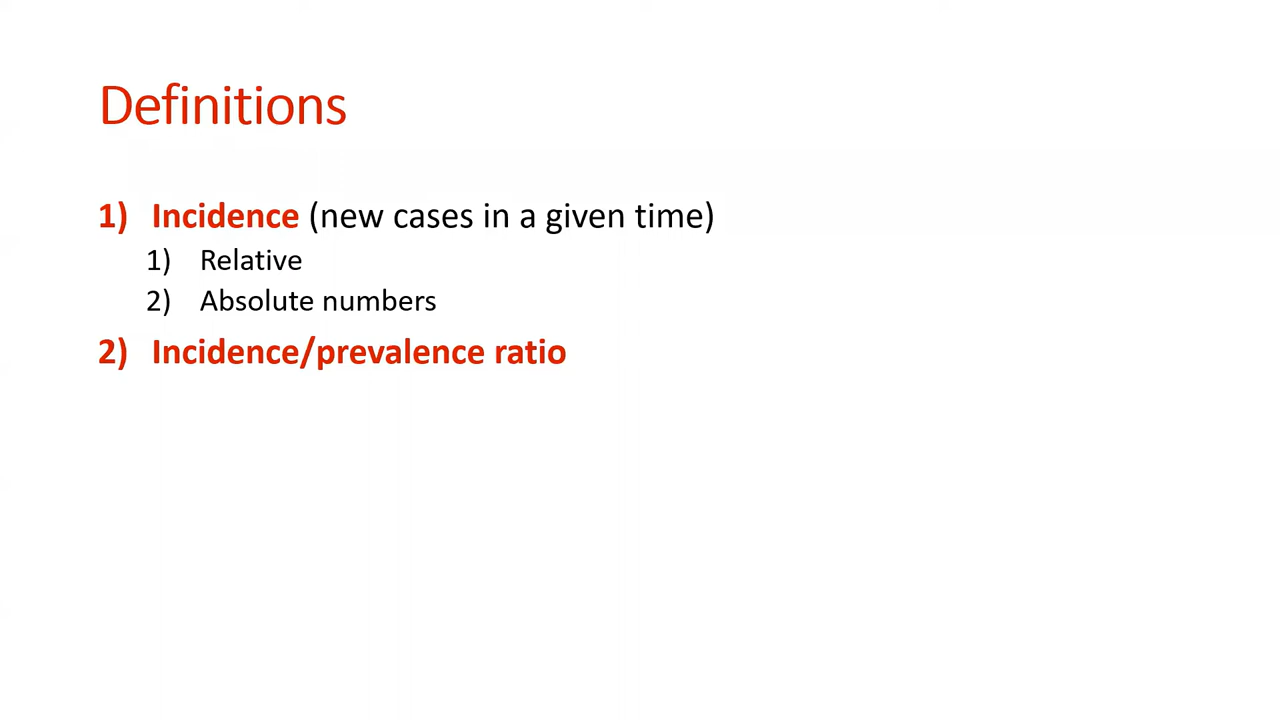 Definitions
1) Incidence (new cases in a given time)
1) Relative
2) Absolute numbers
2) Incidence/prevalence ratio